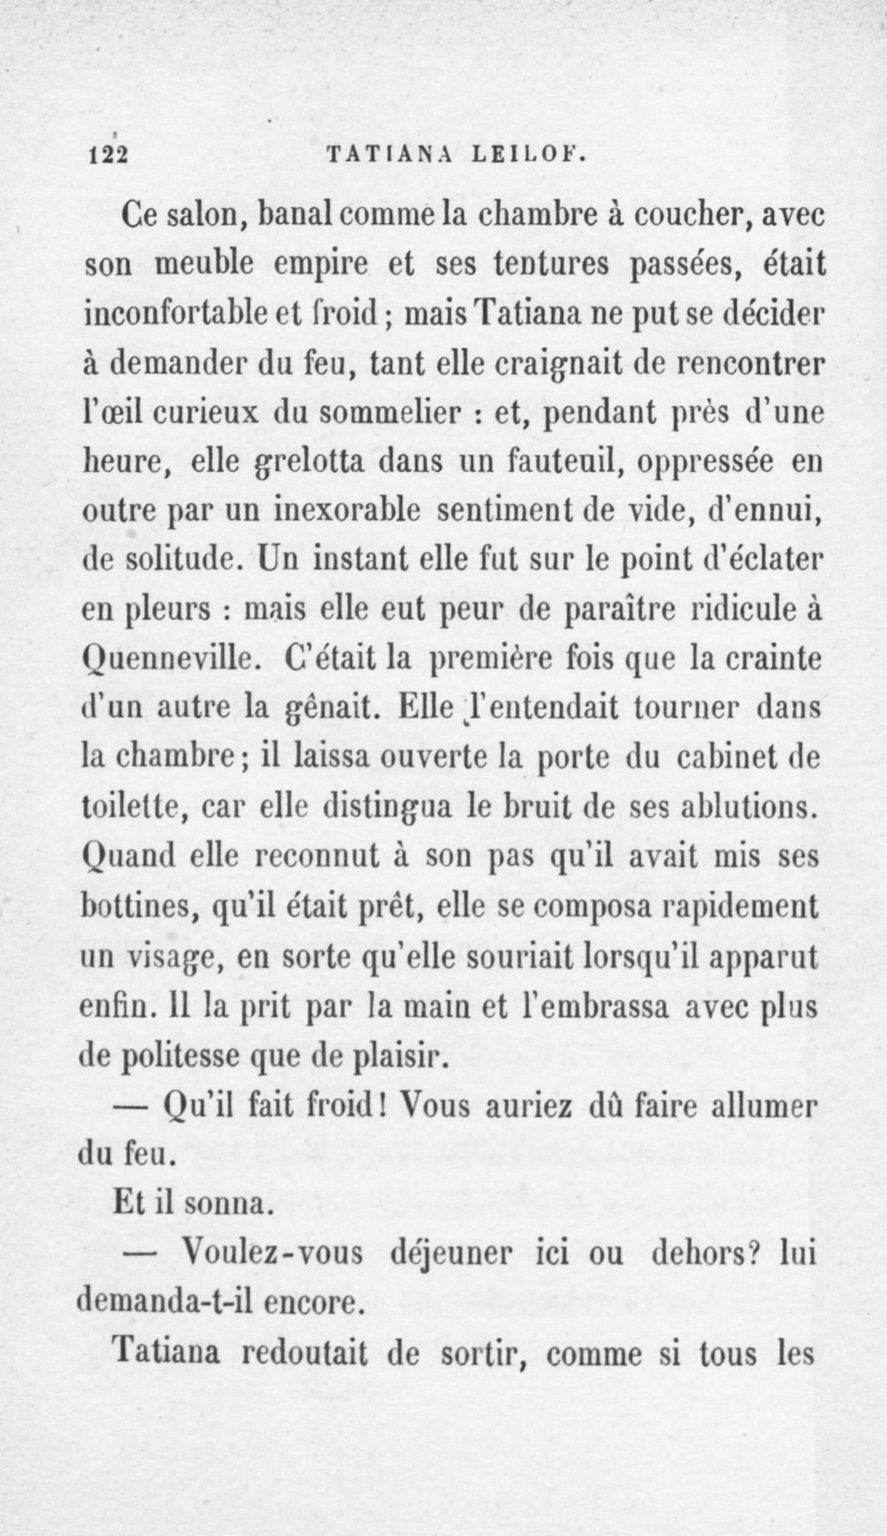 122 TATIANA LEILOF.
Ce salon, banal comme la chambre à coucher, avec
son meuble empire et ses tentures passées, était
inconfortable et froid ; mais Tatiana ne put se décider
à demander du feu, tant elle craignait de rencontrer
l'œil curieux du sommelier : et, pendant près d'une
heure, elle grelotta dans un fauteuil, oppressée en
outre par un inexorable sentiment de vide, d'ennui,
de solitude. Un instant elle fut sur le point d'éclater
en pleurs : mais elle eut peur de paraître ridicule à
Quenneville. C'était la première fois que la crainte
d'un autre la gênait. Elle l'entendait tourner dans
la chambre ; il laissa ouverte la porte du cabinet de
toilette, car elle distingua le bruit de ses ablutions.
Quand elle reconnut à son pas qu'il avait mis ses
bottines, qu'il était prêt, elle se composa rapidement
un visage, en sorte qu'elle souriait lorsqu'il apparut
enfin. Il la prit par la main et l'embrassa avec plus
de politesse que de plaisir.
— Qu'il fait froid ! Vous auriez dû faire allumer
du feu.
Et il sonna.
— Voulez-vous déjeuner ici ou dehors? lui
demanda-t-il encore.
Tatiana redoutait de sortir, comme si tous les